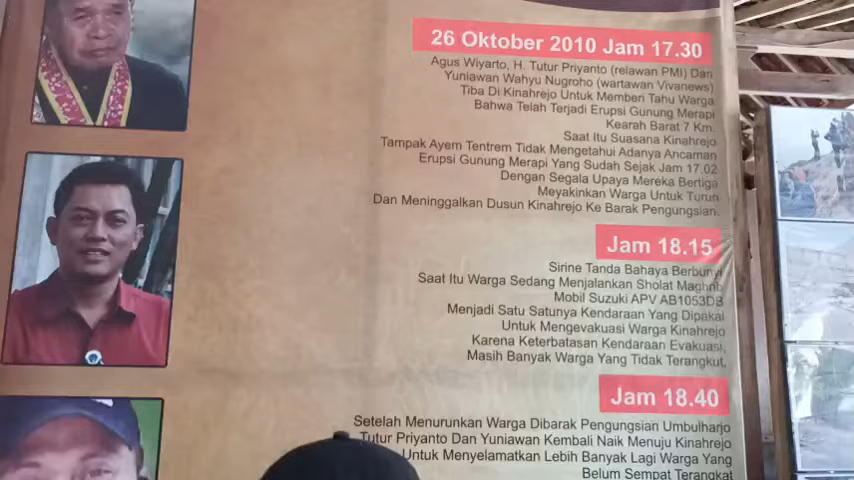 26 Oktober 2010 Jam 17.30
Agus Wiyarto, H. Tutur Priyanto (relawan PMI) Dan
Yuniawan Wahyu Nugroho (wartawan Vivanews)
Tiba Di Kinahrejo Untuk Memberi Tahu Warga
Bahwa Telah Terjadi Erupsi Gunung Merapi
Kearah Barat 7 Km.
Saat Itu Suasana Kinahrejo
Tampak Ayem Tentrem Tidak Mengetahui Adanya Ancaman
Erupsi Gunung Merapi Yang Sudah Sejak Jam 17.02
Dengan Segala Upaya Mereka Bertiga
Meyakinkan Warga Untuk Turun
Dan Meninggalkan Dusun Kinahrejo Ke Barak Pengungsian.
Jam 18.15
Sirine Tanda Bahaya Berbunyi
Saat Itu Warga Sedang Menjalankan Sholat Maghrib
Mobil Suzuki APV AB1053DB
Menjadi Satu Satunya Kendaraan Yang Dipakai
Untuk Mengevakuasi Warga Kinahrejo
Karena Keterbatasan Kendaraan Evakuasi,
Masih Banyak Warga Yang Tidak Terangkut.
Jam 18.40
Setelah Menurunkan Warga Dibarak Pengungsian Umbulharjo
Tutur Priyanto Dan Yuniawan Kembali Naik Menuju Kinahrejo
Untuk Menyelamatkan Lebih Banyak Lagi Warga Yang
Belum Sempat Terangkat